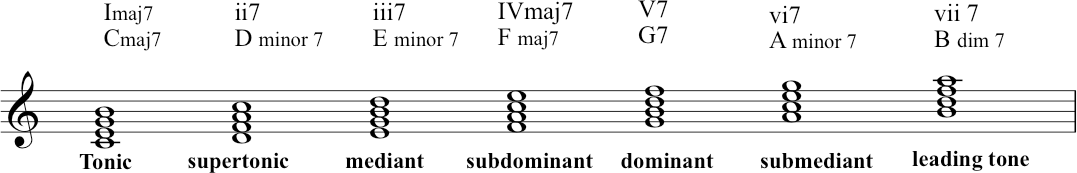 Imaj7 ii7 iii7 IVmaj7 V7 vi7 vii 7
Cmaj7 D minor 7 E minor 7 F maj7 G7 A minor 7 B dim 7
Tonic supertonic mediant subdominant dominant submediant leading tone